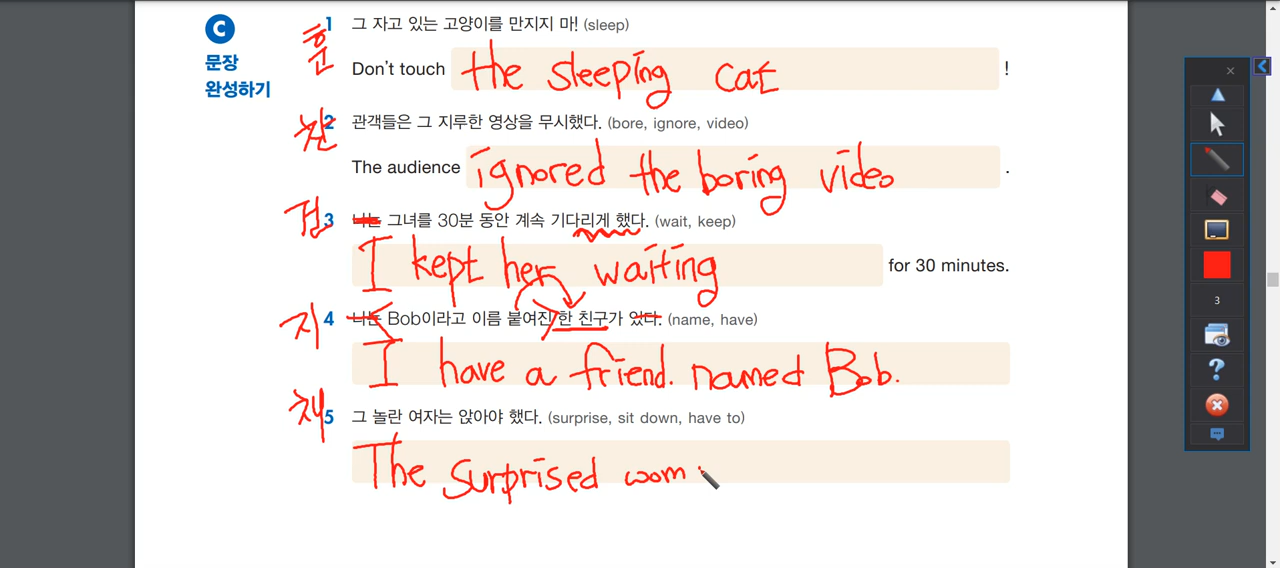 C
문장
완성하기
훈 1 그 자고 있는 고양이를 만지지 마! (sleep)
Don't touch the sleeping cat !
찬 2 관객들은 그 지루한 영상을 무시했다. (bore, ignore, video)
The audience ignored the boring video .
겸 3 나는 그녀를 30분 동안 계속 기다리게 했다. (wait, keep)
I kept her waiting for 30 minutes.
지 4 나는 Bob이라고 이름 붙여진 한 친구가 있다. (name, have)
I have a friend. named Bob.
채 5 그 놀란 여자는 앉아야 했다. (surprise, sit down, have to)
The surprised wom
3